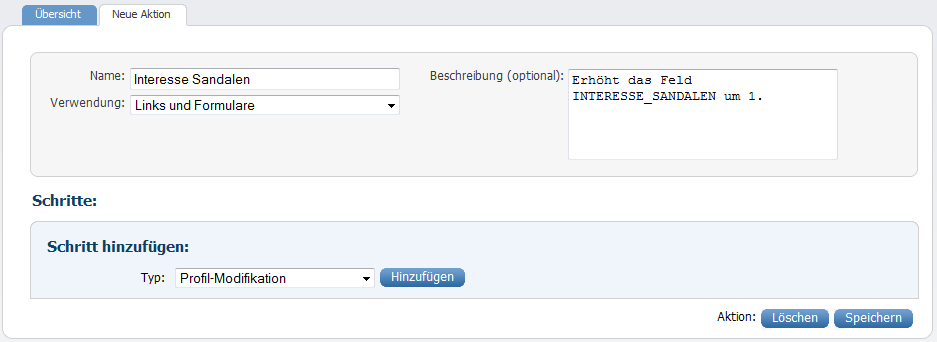 Übersicht
Neue Aktion
Name: Interesse Sandalen
Verwendung: Links und Formulare
Beschreibung (optional): Erhöht das Feld
INTERESSE_SANDALEN um 1.
Schritte:
Schritt hinzufügen:
Typ: Profil-Modifikation Hinzufügen
Aktion: Löschen Speichern